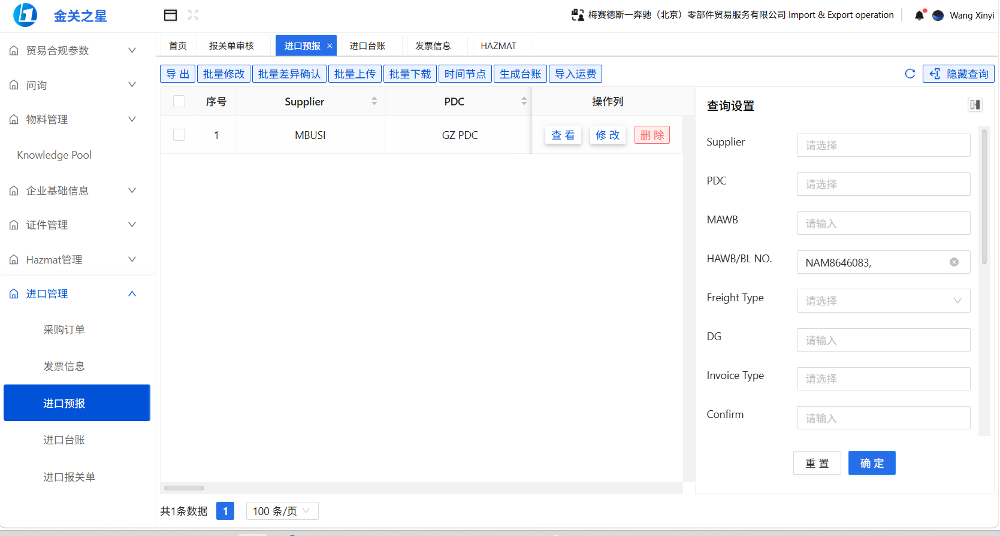 金关之星
梅赛德斯一奔驰（北京）零部件贸易服务有限公司 Import & Export operation
Wang Xinyi
贸易合规参数
问询
物料管理
Knowledge Pool
企业基础信息
证件管理
Hazmat管理
进口管理
采购订单
发票信息
进口预报
进口台账
进口报关单
首页 报关单审核 进口预报 进口台账 发票信息 HAZMAT
导 出 批量修改 批量差异确认 批量上传 批量下载 时间节点 生成台账 导入运费
隐藏查询
序号 Supplier PDC 操作列
1 MBUSI GZ PDC 查 看 修 改 删 除
共1条数据 1 100 条/页
查询设置
Supplier 请选择
PDC 请选择
MAWB 请输入
HAWB/BL NO. NAM8646083,
Freight Type 请选择
DG 请输入
Invoice Type 请选择
Confirm 请输入
重 置 确 定